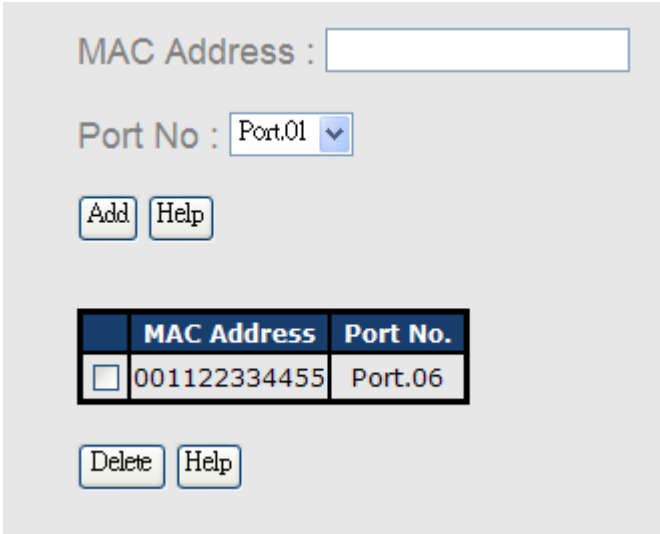 MAC Address :
Port No : Port.01
Add Help
MAC Address Port No.
001122334455 Port.06
Delete Help